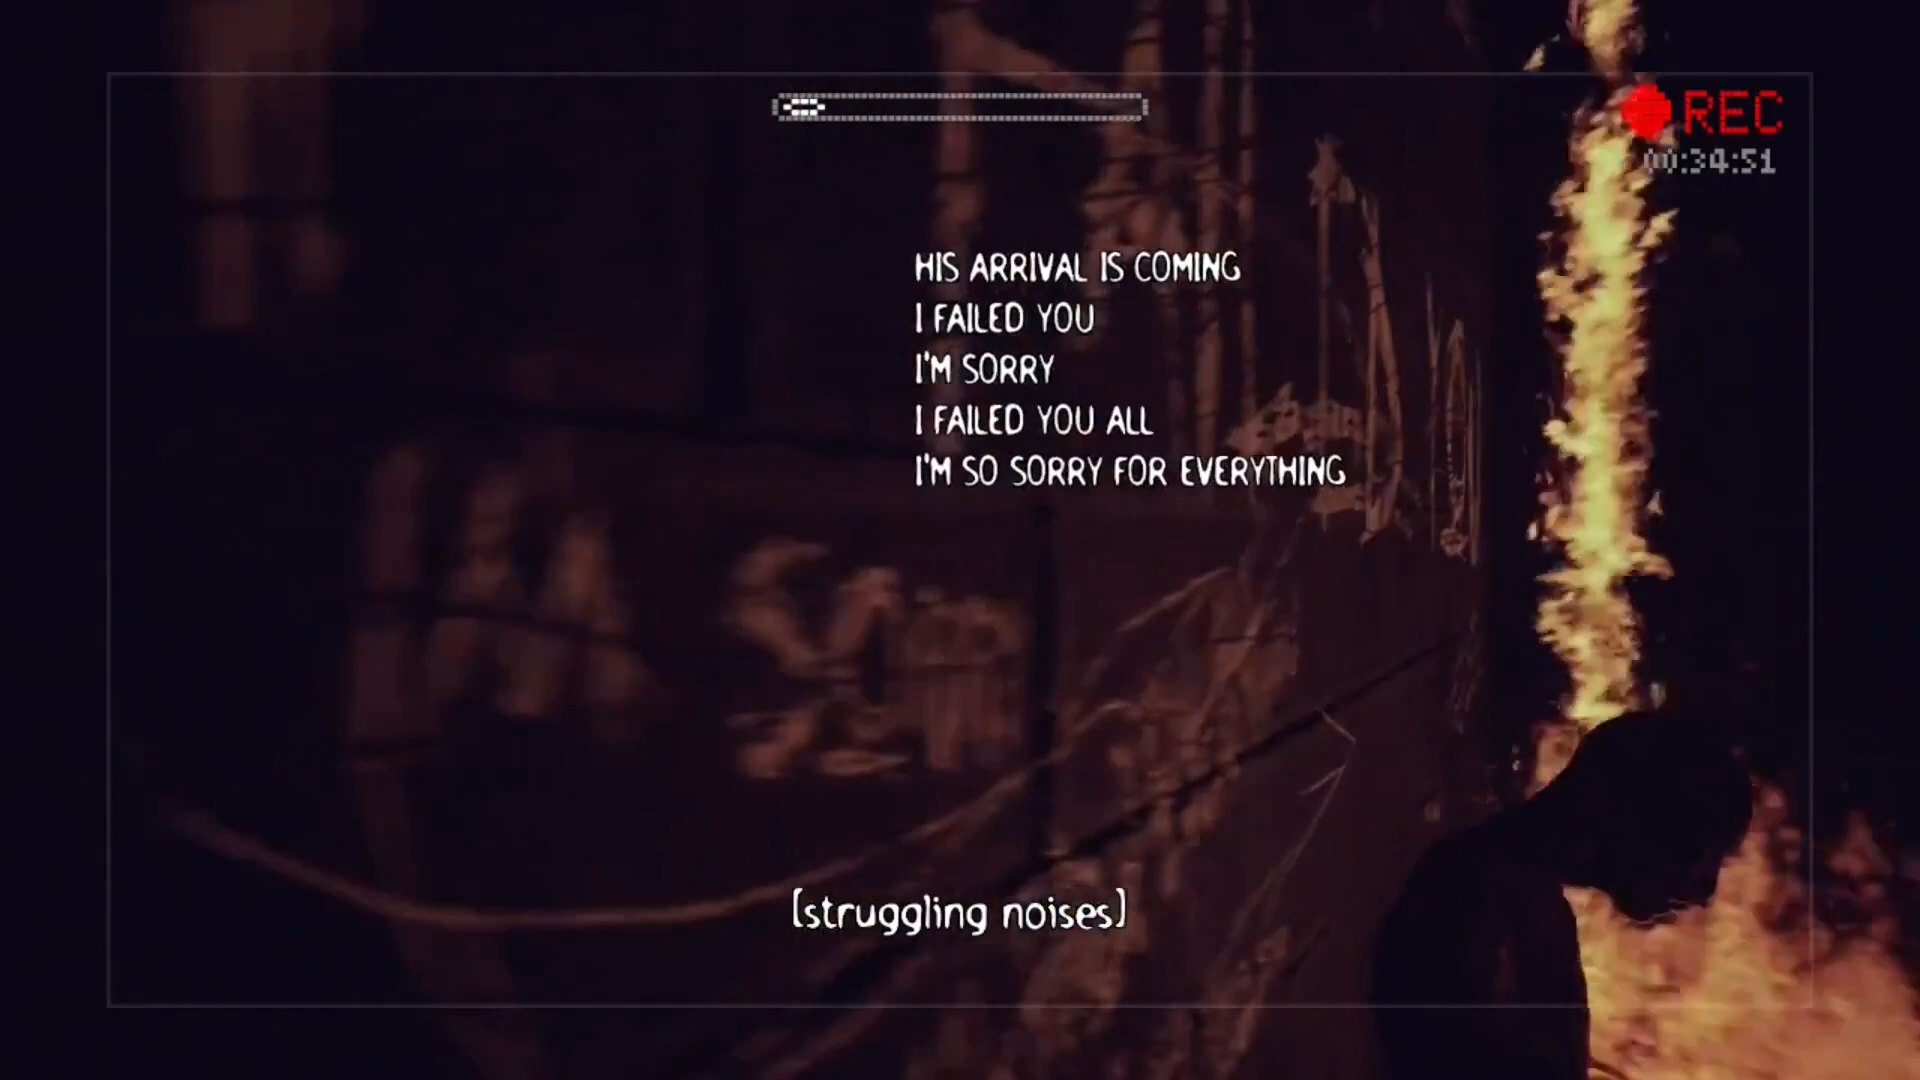 REC
00:34:51
HIS ARRIVAL IS COMING
I FAILED YOU
I'M SORRY
I FAILED YOU ALL
I'M SO SORRY FOR EVERYTHING
[struggling noises]